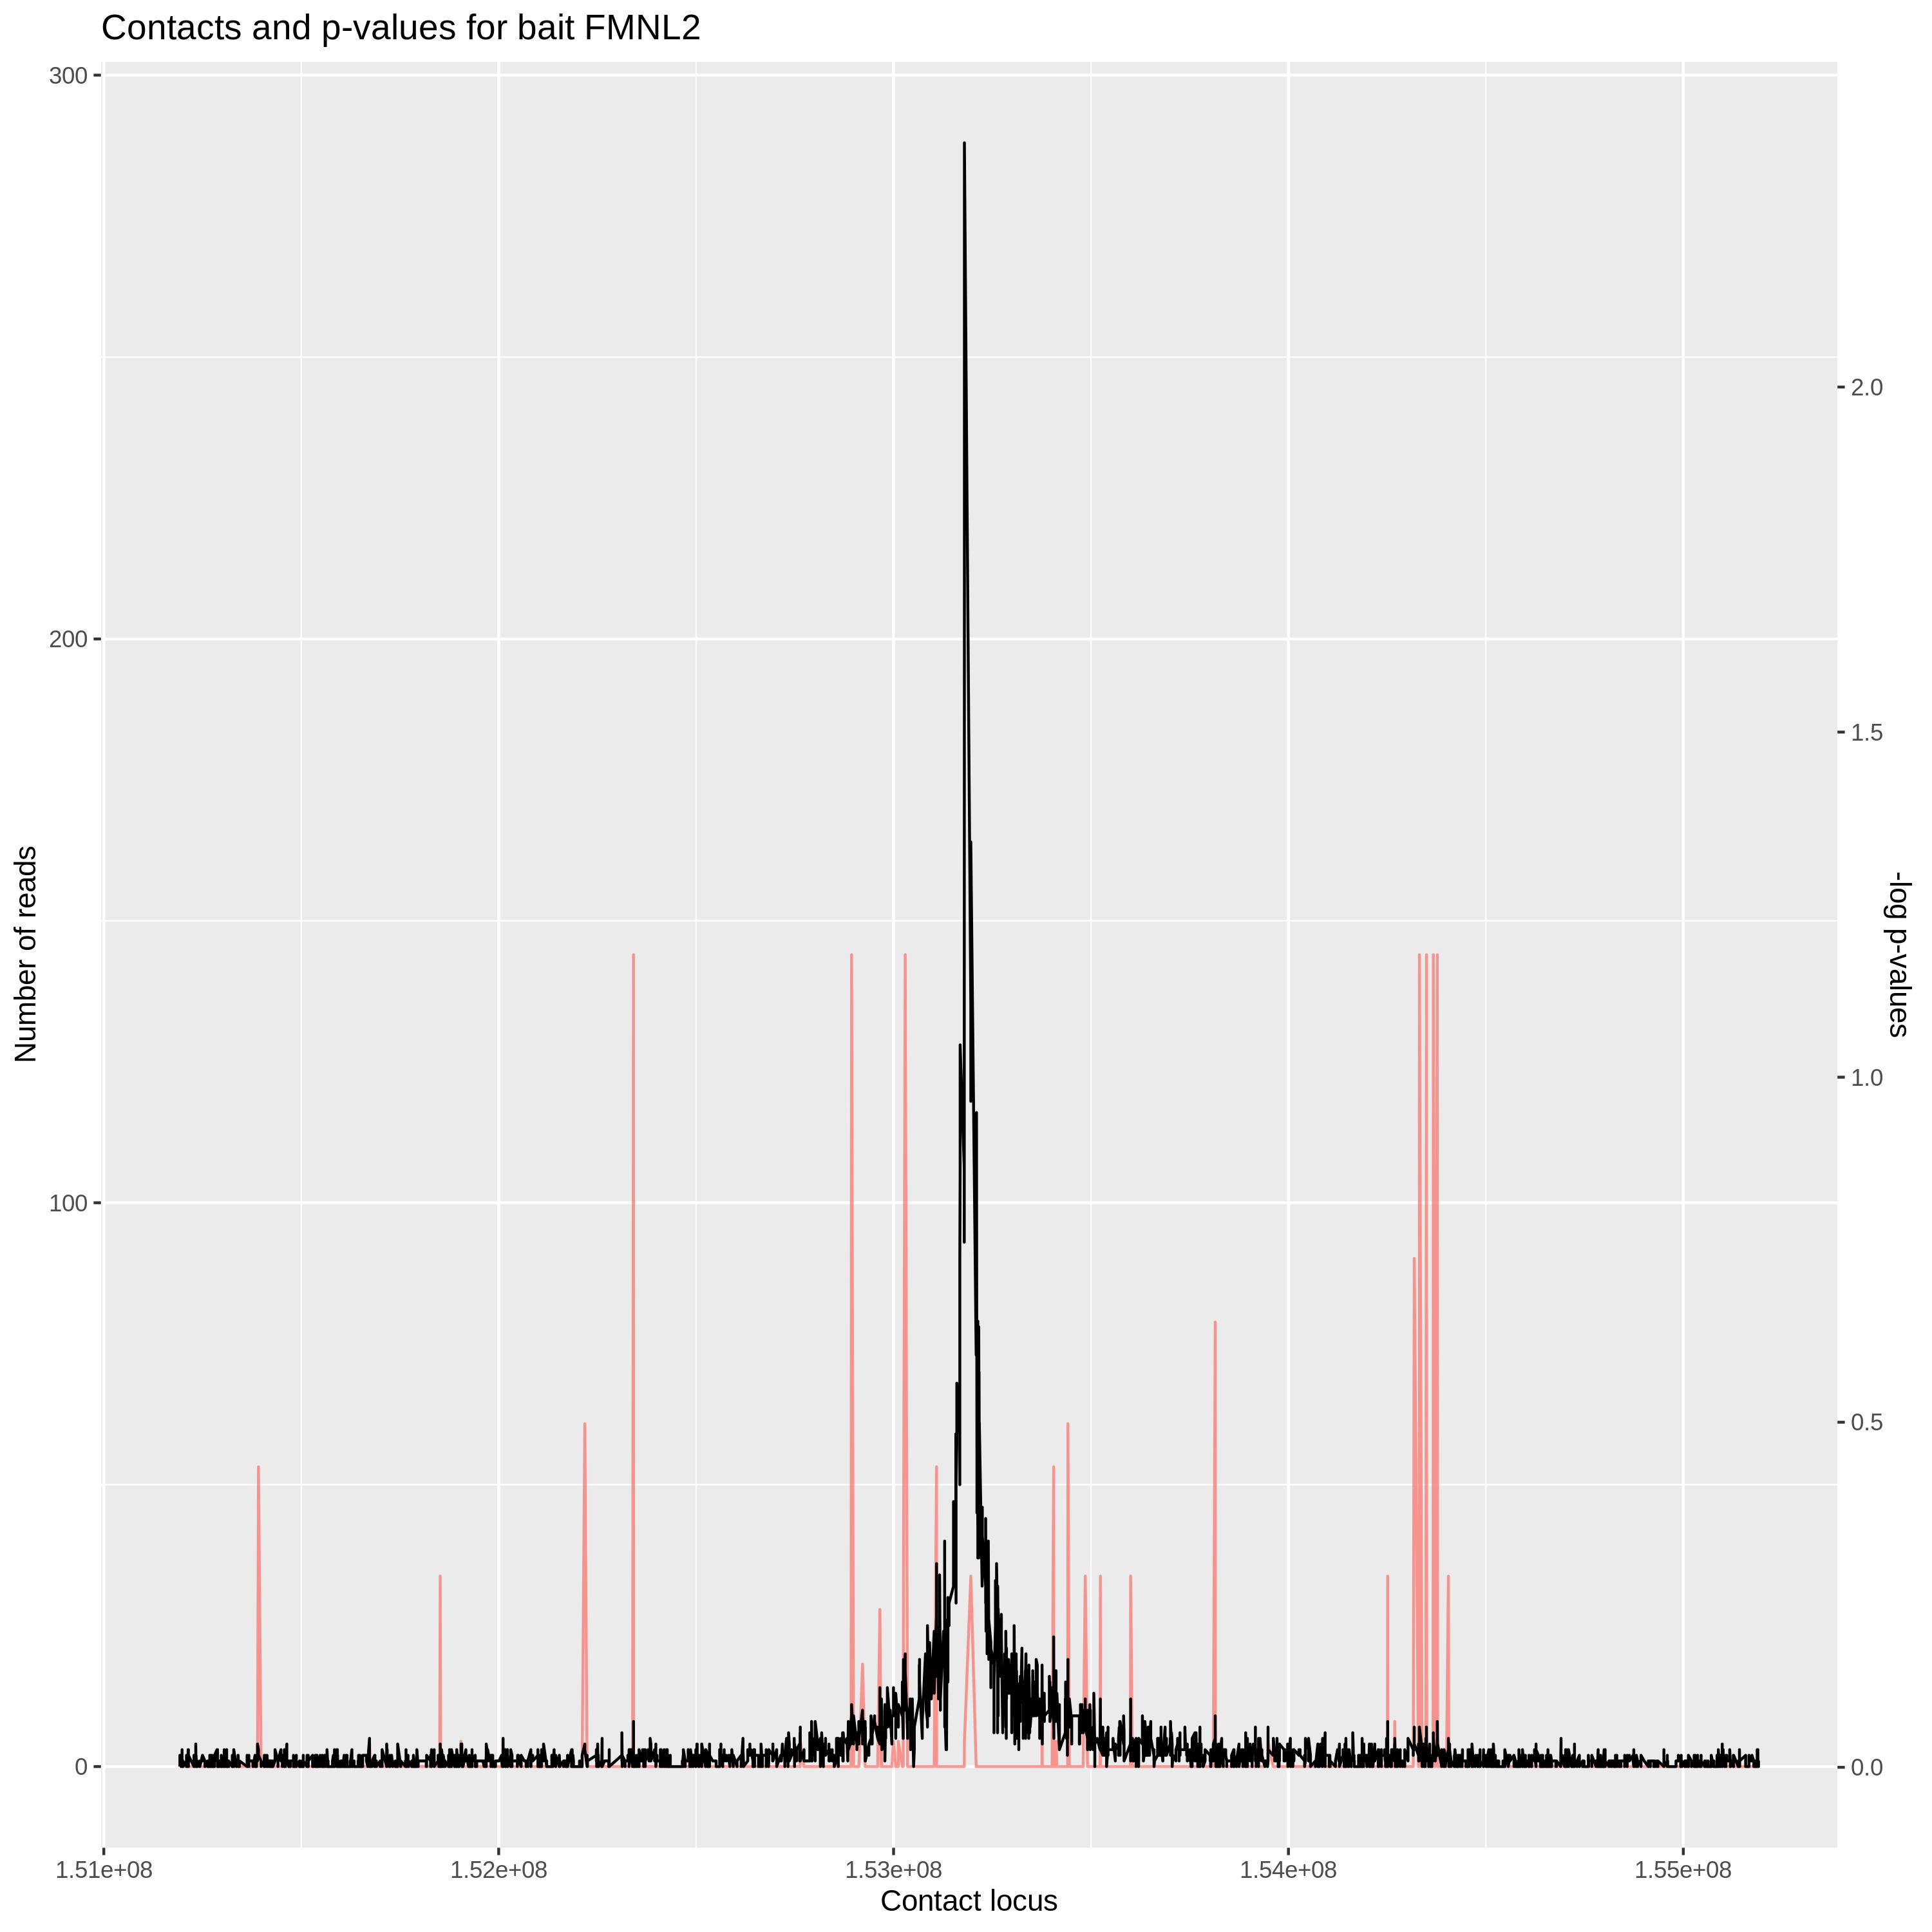 Contacts and p-values for bait FMNL2
300
200
100
0
Number of reads
2.0
1.5
1.0
0.5
0.0
-log p-values
1.51e+08 1.52e+08 1.53e+08 1.54e+08 1.55e+08
Contact locus